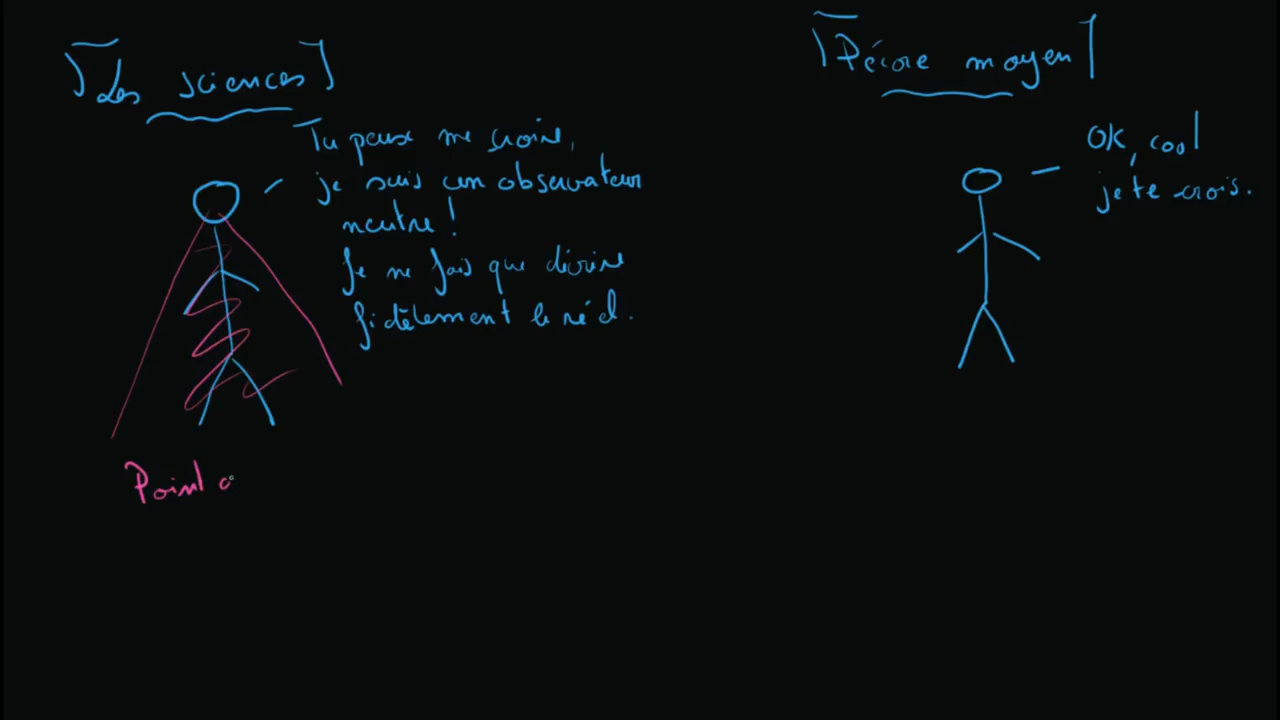 Les sciences
Tu peux me croire,
je suis un observateur
neutre !
Je ne fais que décrire
fidèlement le réel.
Pécore moyen
OK, cool
je te crois.
Point d